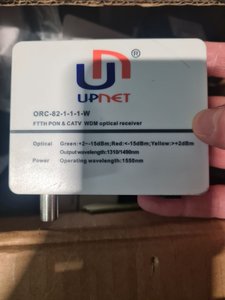 ®
UPNET
ORC-82-1-1-1-W
FTTH PON & CATV WDM optical receiver
Optical Green:+2~-15dBm;Red:<-15dBm;Yellow:>+2dBm
Output wavelength:1310/1490nm
Power Operating wavelength:1550nm